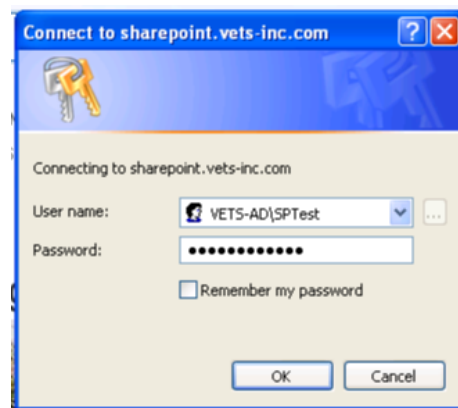 Connect to sharepoint.vets-inc.com
Connecting to sharepoint.vets-inc.com
User name: VETS-AD\SPTest ...
Password: ••••••••••••
Remember my password
OK Cancel